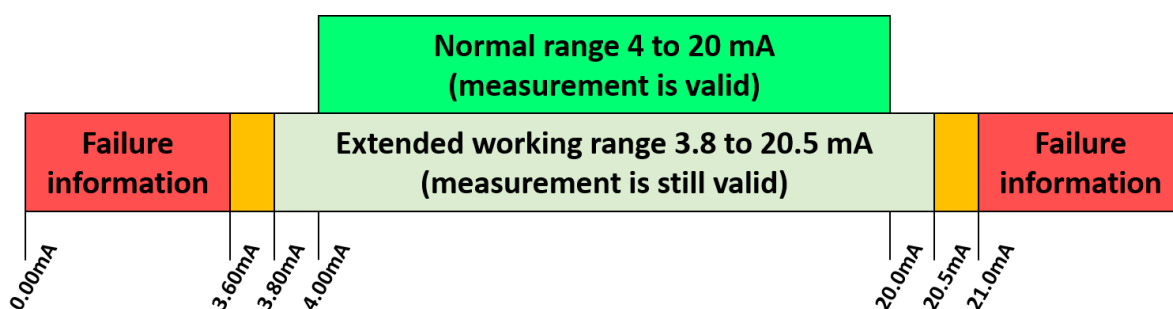 Normal range 4 to 20 mA
(measurement is valid)
Failure
information
Extended working range 3.8 to 20.5 mA
(measurement is still valid)
Failure
information
0.00mA
3.60mA
3.80mA
4.00mA
20.0mA
20.5mA
21.0mA